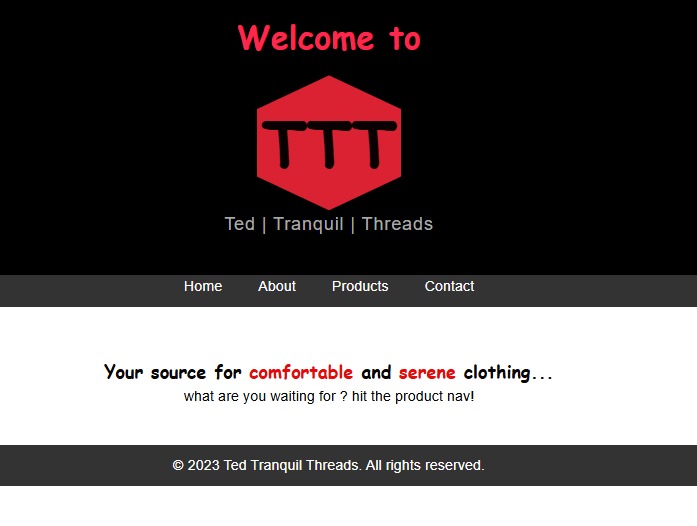 Welcome to
TTT
Ted | Tranquil | Threads
Home About Products Contact
Your source for comfortable and serene clothing...
what are you waiting for ? hit the product nav!
© 2023 Ted Tranquil Threads. All rights reserved.